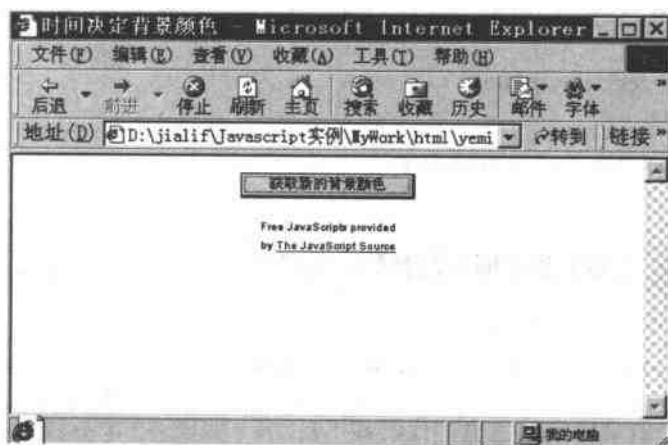 时间决定背景颜色 - Microsoft Internet Explorer
文件(F) 编辑(E) 查看(V) 收藏(A) 工具(T) 帮助(H)
后退 前进 停止 刷新 主页 搜索 收藏 历史 邮件 字体 »
地址(D) D:\jialif\Javascript实例\MyWork\html\yemi 转到 链接 »
获取新的背景颜色
Free JavaScripts provided
by The JavaScript Source
我的电脑